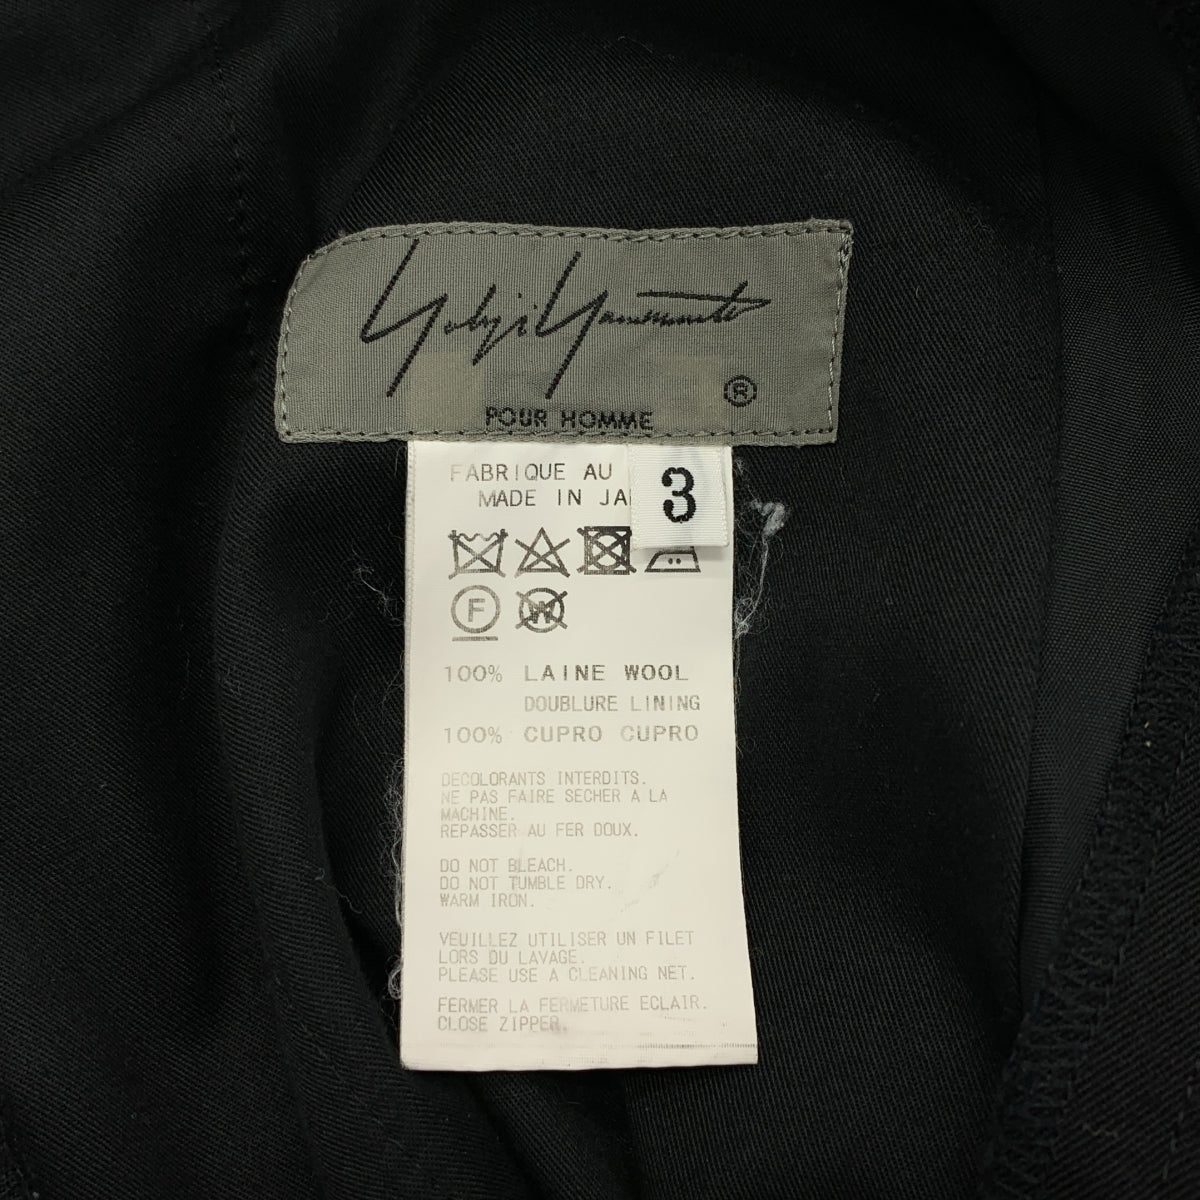 Yohji Yamamoto
®
POUR HOMME
FABRIQUE AU
MADE IN JA
3
F
W
100% LAINE WOOL
DOUBLURE LINING
100% CUPRO CUPRO
DECOLORANTS INTERDITS.
NE PAS FAIRE SECHER A LA
MACHINE.
REPASSER AU FER DOUX.
DO NOT BLEACH.
DO NOT TUMBLE DRY.
WARM IRON.
VEUILLEZ UTILISER UN FILET
LORS DU LAVAGE.
PLEASE USE A CLEANING NET.
FERMER LA FERMETURE ECLAIR.
CLOSE ZIPPER.